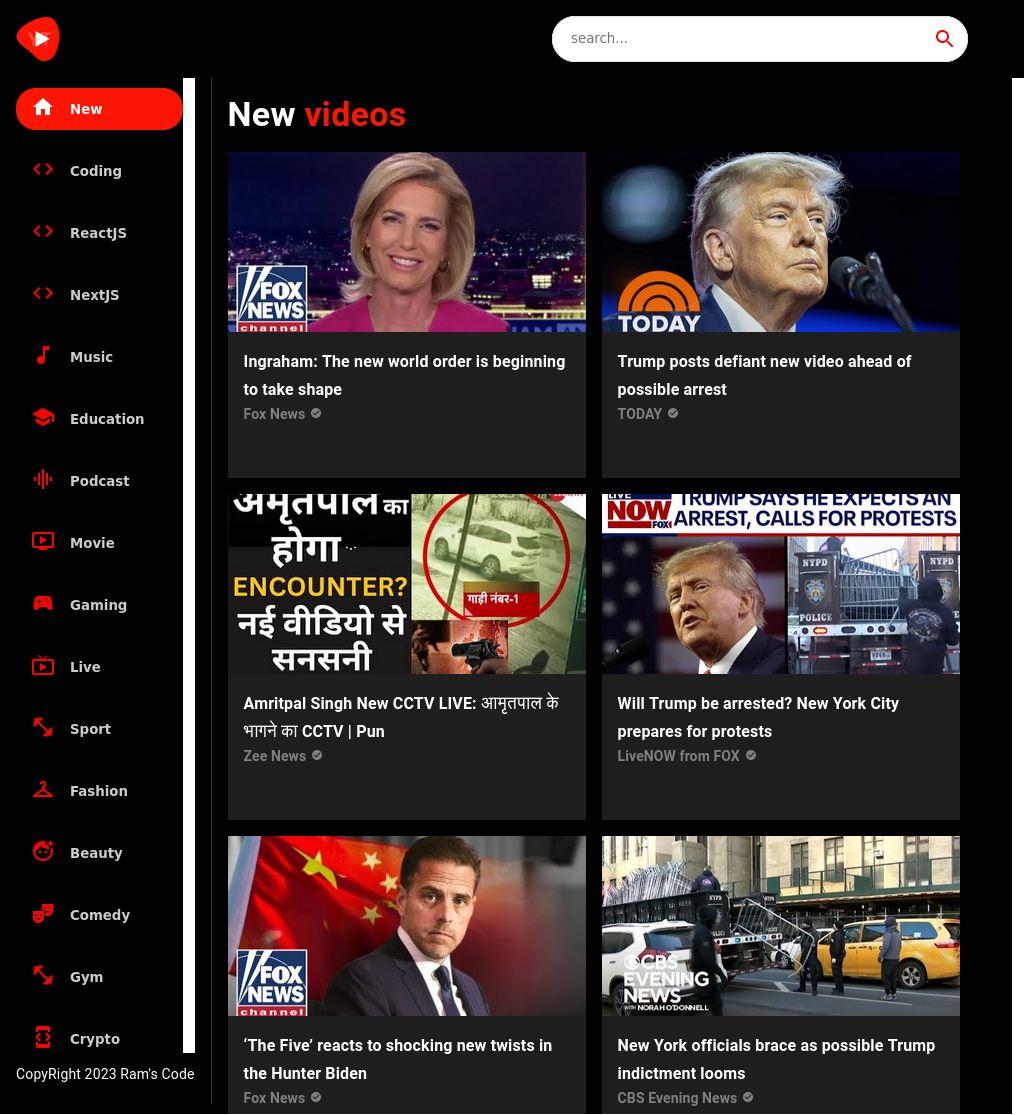 search...
New
Coding
ReactJS
NextJS
Music
Education
Podcast
Movie
Gaming
Live
Sport
Fashion
Beauty
Comedy
Gym
Crypto
CopyRight 2023 Ram's Code
New videos
FOX
NEWS
channel
Ingraham: The new world order is beginning
to take shape
Fox News
TODAY
Trump posts defiant new video ahead of
possible arrest
TODAY
अमृतपाल का
होगा
ENCOUNTER?
नई वीडियो से
सनसनी
गाड़ी नंबर-1
Amritpal Singh New CCTV LIVE: आमृतपाल के
भागने का CCTV | Pun
Zee News
LIVE
NOW
FOX
TRUMP SAYS HE EXPECTS AN
ARREST, CALLS FOR PROTESTS
NYPD
NYPD
POLICE
Will Trump be arrested? New York City
prepares for protests
LiveNOW from FOX
FOX
NEWS
channel
‘The Five’ reacts to shocking new twists in
the Hunter Biden
Fox News
NYPD
NYPD
CBS
EVENING
NEWS
WITH NORAH O'DONNELL
New York officials brace as possible Trump
indictment looms
CBS Evening News